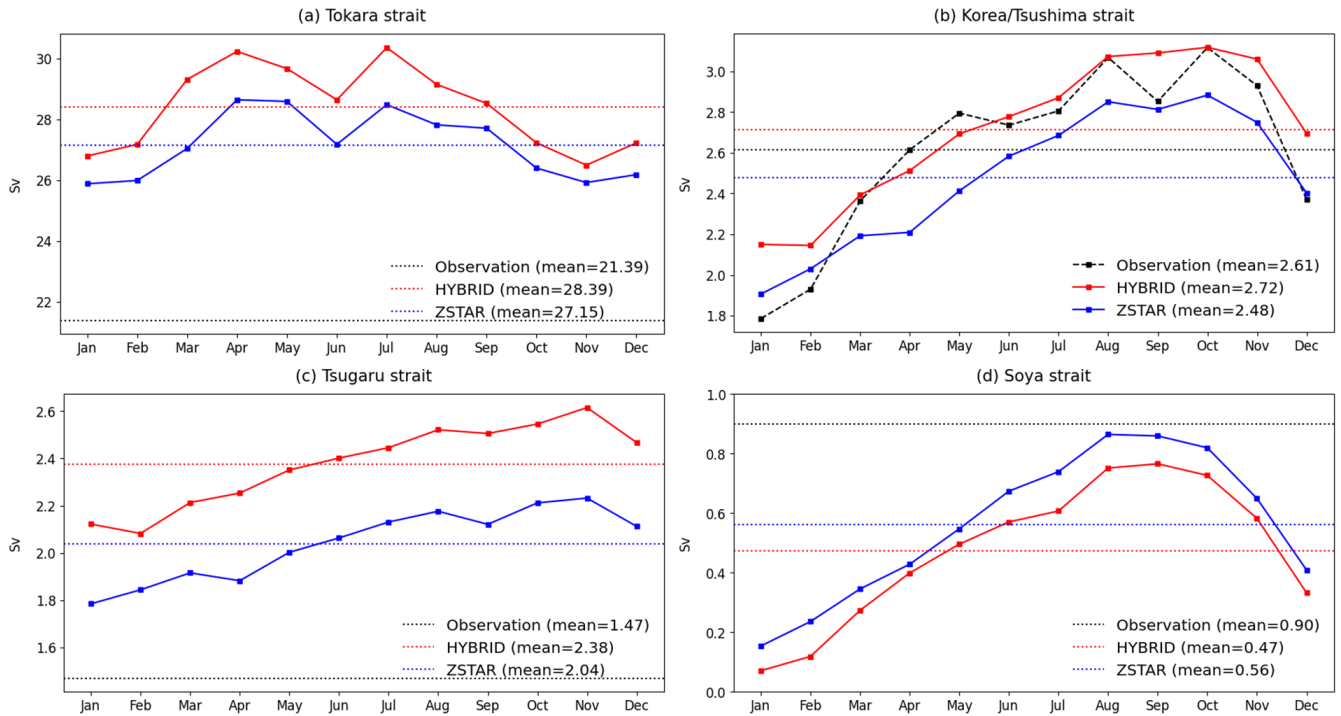 (a) Tokara strait
Sv
30
28
26
24
22
Observation (mean=21.39)
HYBRID (mean=28.39)
ZSTAR (mean=27.15)
Jan Feb Mar Apr May Jun Jul Aug Sep Oct Nov Dec
(b) Korea/Tsushima strait
Sv
3.0
2.8
2.6
2.4
2.2
2.0
1.8
Observation (mean=2.61)
HYBRID (mean=2.72)
ZSTAR (mean=2.48)
Jan Feb Mar Apr May Jun Jul Aug Sep Oct Nov Dec
(c) Tsugaru strait
Sv
2.6
2.4
2.2
2.0
1.8
1.6
Observation (mean=1.47)
HYBRID (mean=2.38)
ZSTAR (mean=2.04)
Jan Feb Mar Apr May Jun Jul Aug Sep Oct Nov Dec
(d) Soya strait
Sv
1.0
0.8
0.6
0.4
0.2
0.0
Observation (mean=0.90)
HYBRID (mean=0.47)
ZSTAR (mean=0.56)
Jan Feb Mar Apr May Jun Jul Aug Sep Oct Nov Dec